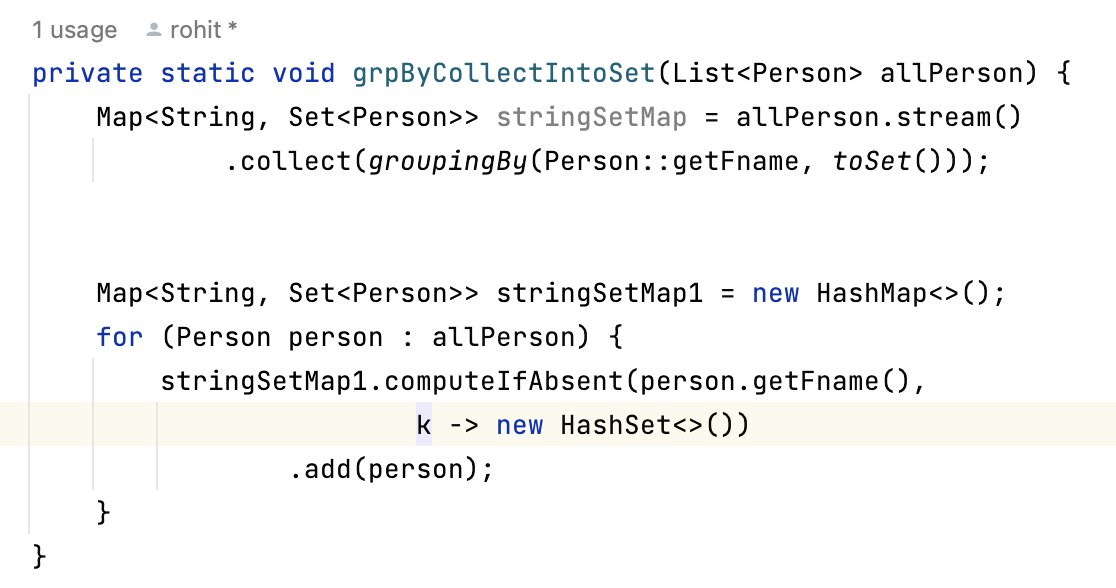 1 usage rohit *
private static void grpByCollectIntoSet(List<Person> allPerson) {
    Map<String, Set<Person>> stringSetMap = allPerson.stream()
            .collect(groupingBy(Person::getFname, toSet()));
    Map<String, Set<Person>> stringSetMap1 = new HashMap<>();
    for (Person person : allPerson) {
        stringSetMap1.computeIfAbsent(person.getFname(),
                        k -> new HashSet<>())
                .add(person);
    }
}